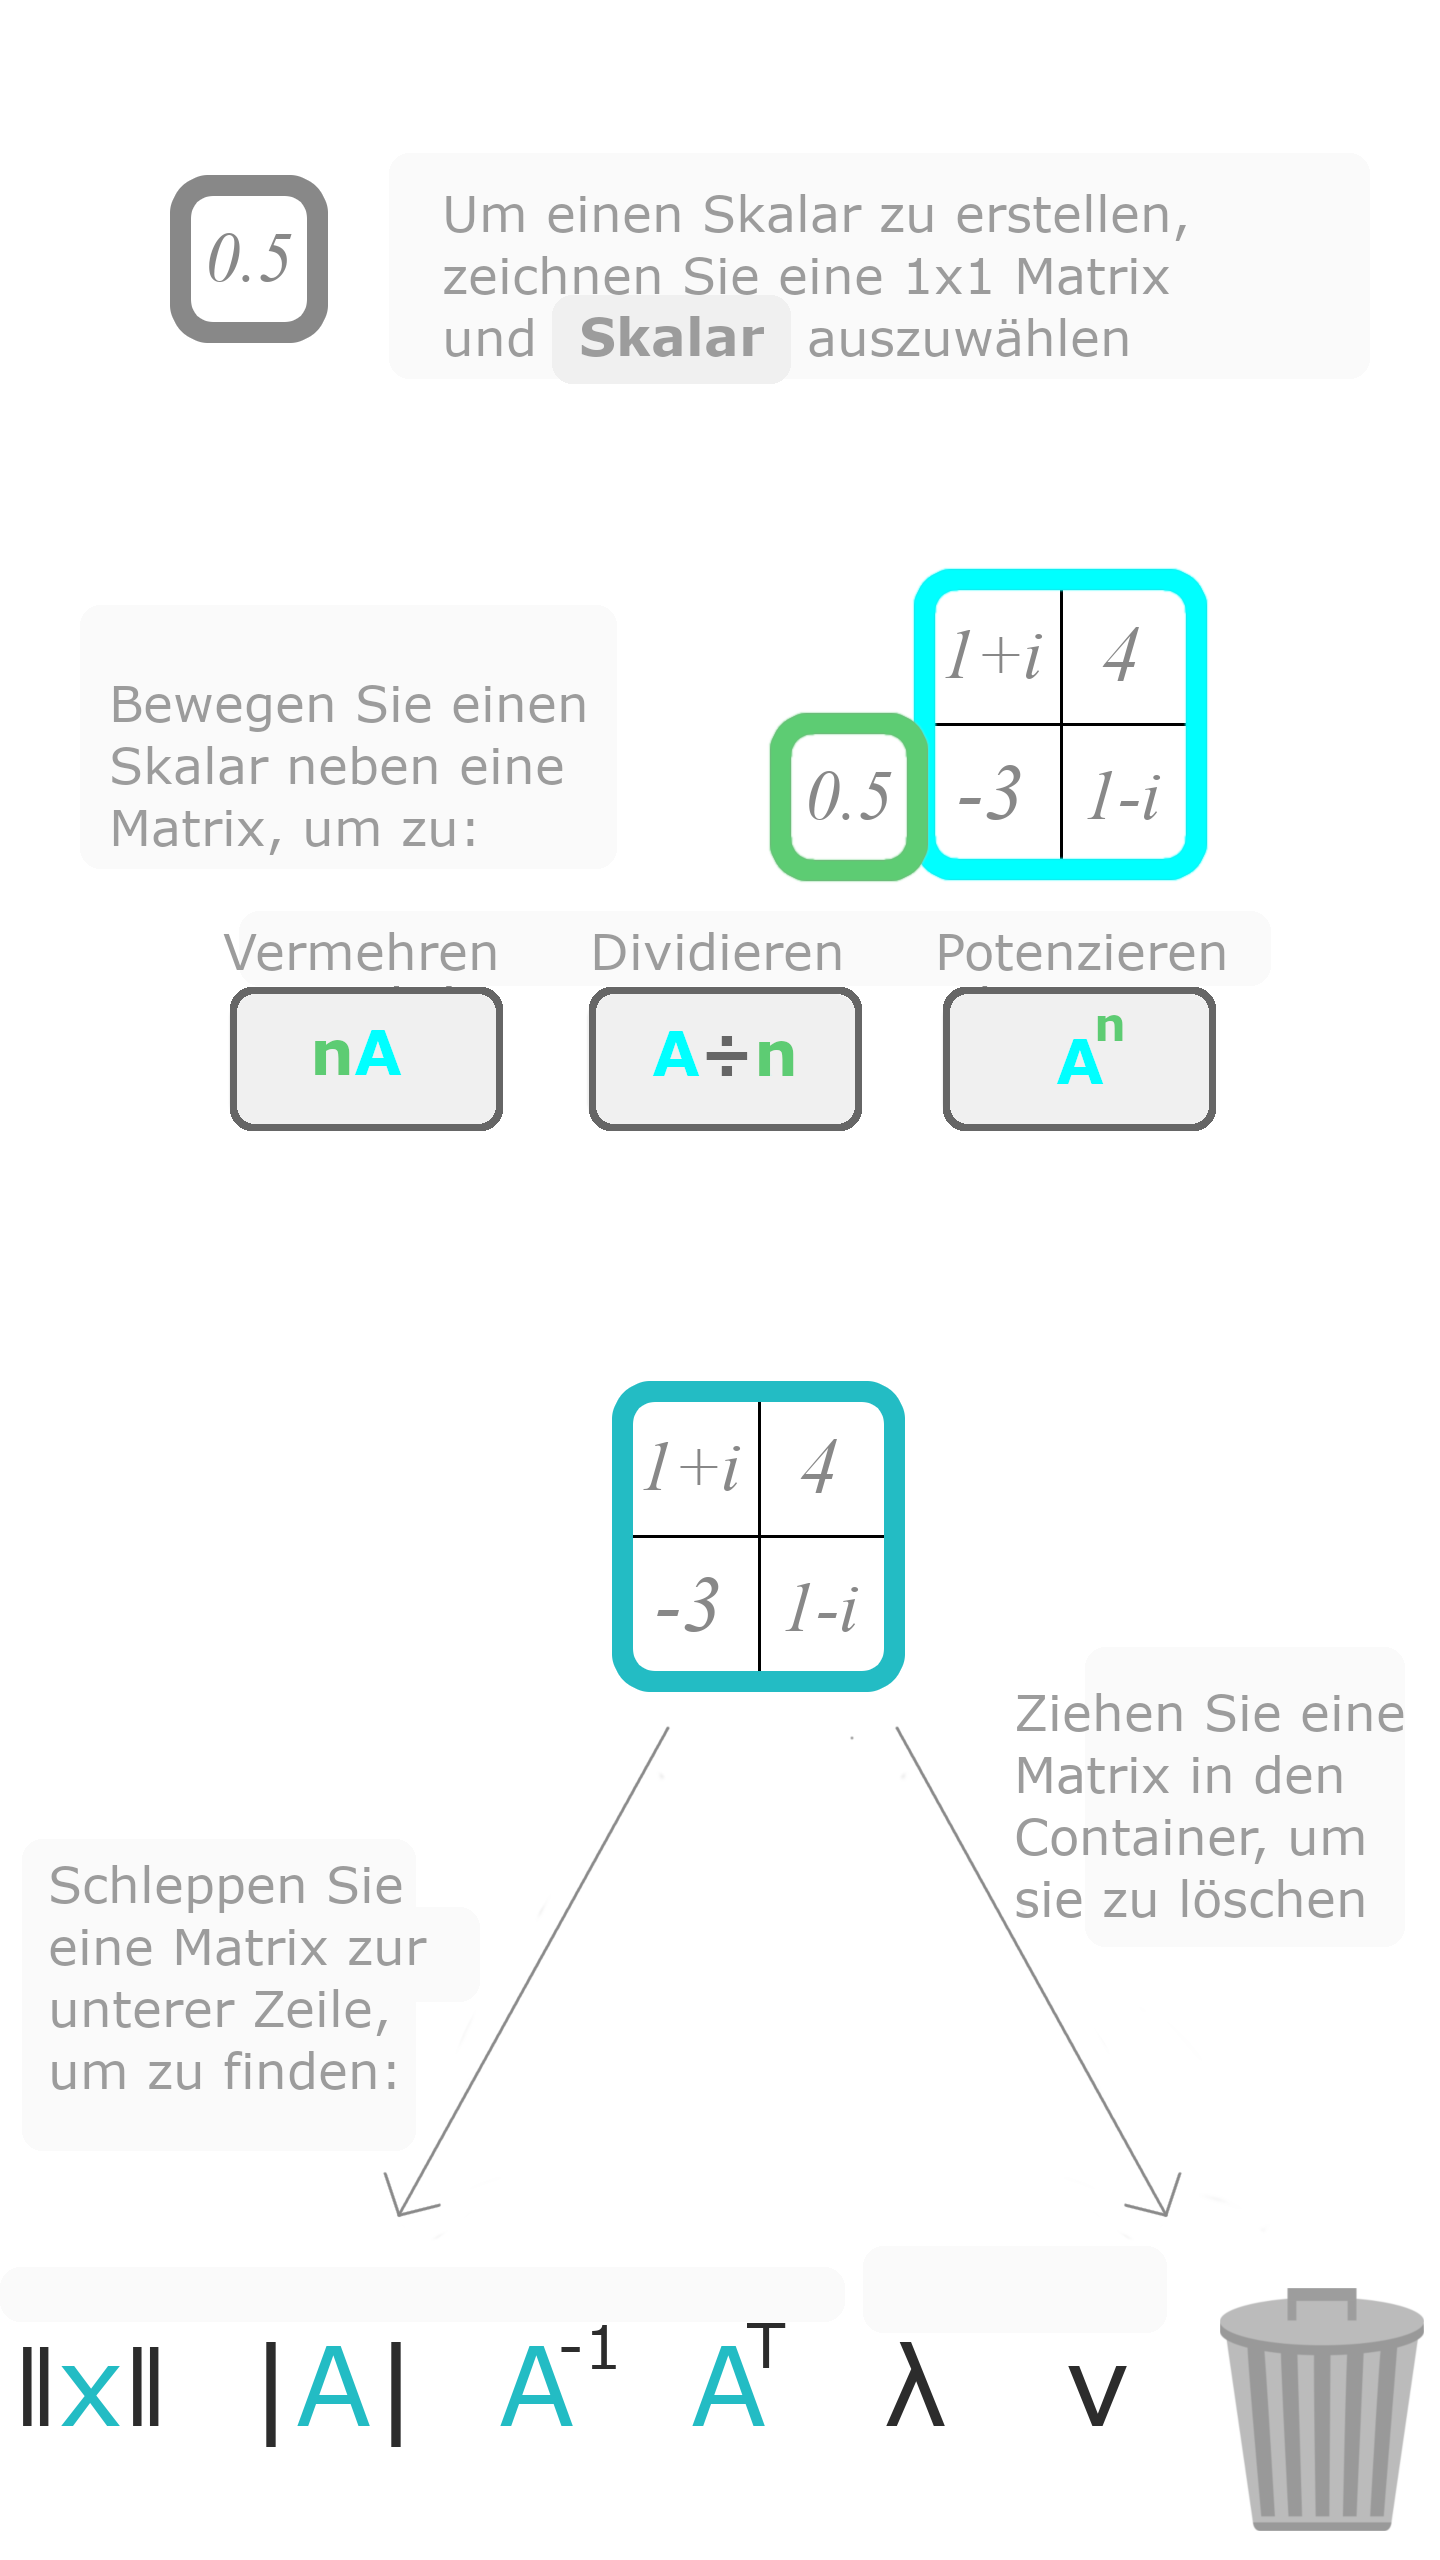 0.5
Um einen Skalar zu erstellen,
zeichnen Sie eine 1x1 Matrix
und Skalar auszuwählen
1+i 4
Bewegen Sie einen
Skalar neben eine
Matrix, um zu:
0.5 -3 1-i
Vermehren Dividieren Potenzieren
nA A÷n Aⁿ
1+i 4
-3 1-i
Ziehen Sie eine
Matrix in den
Container, um
sie zu löschen
Schleppen Sie
eine Matrix zur
unterer Zeile,
um zu finden:
‖x‖ |A| A⁻¹ Aᵀ λ v